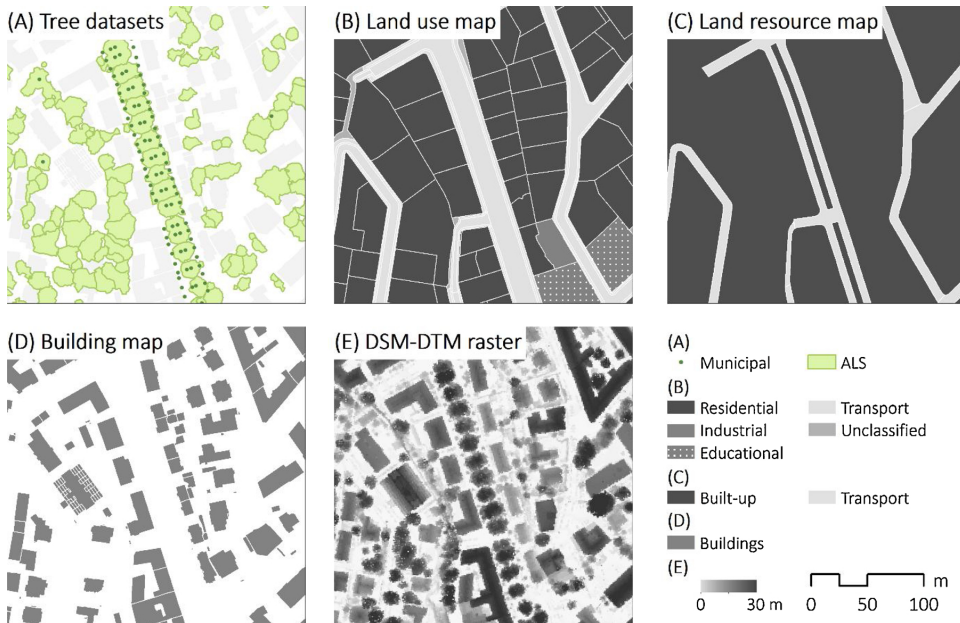 (A) Tree datasets
(B) Land use map
(C) Land resource map
(D) Building map
(E) DSM-DTM raster
(A)
Municipal
ALS
(B)
Residential
Transport
Industrial
Unclassified
Educational
(C)
Built-up
Transport
(D)
Buildings
(E)
0 30 m
m
0 50 100